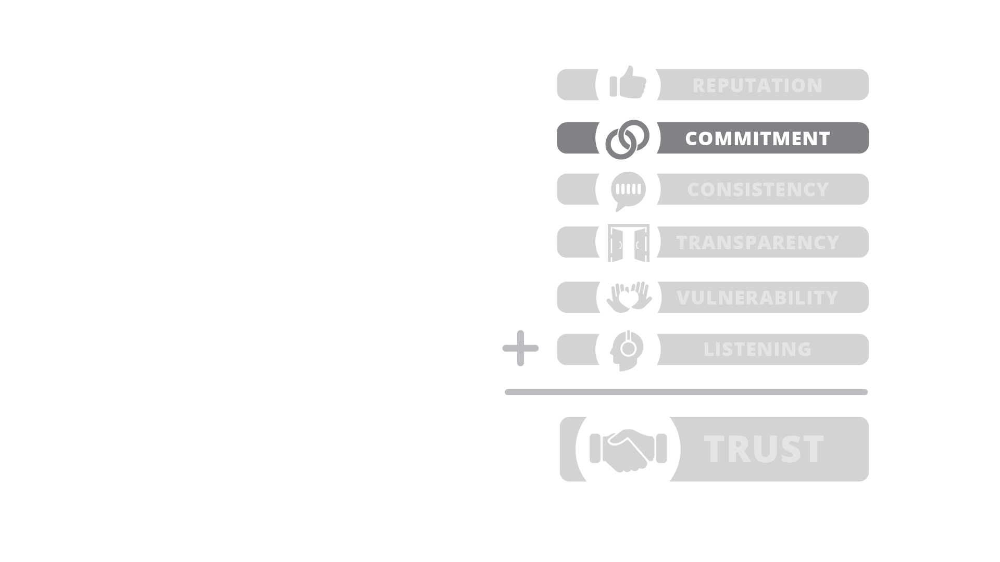 REPUTATION
COMMITMENT
CONSISTENCY
TRANSPARENCY
VULNERABILITY
+ LISTENING
TRUST